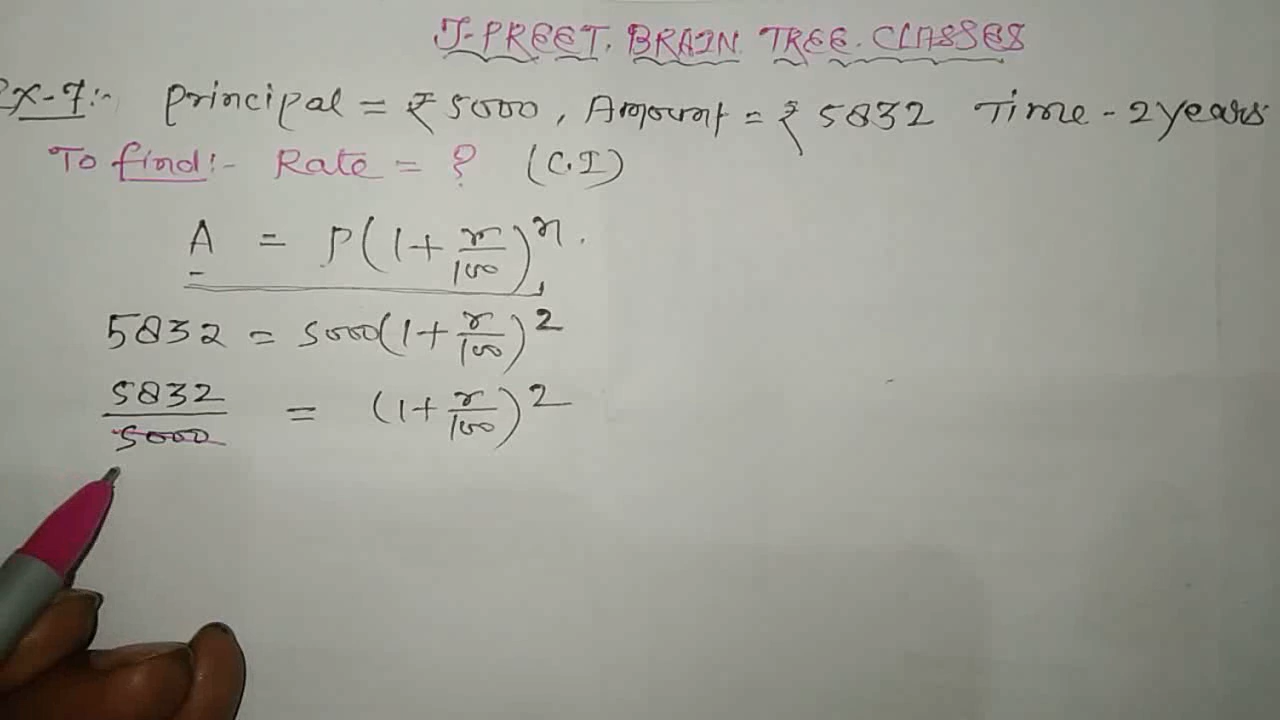 J-PREET. BRAIN TREE. CLASSES
Ex-7:- Principal = ₹ 5000, Amount = ₹ 5832 Time - 2 years.
To find:- Rate = ? (C.I)
A = P(1+r/100)^n.
5832 = 5000(1+r/100)^2
5832/5000 = (1+r/100)^2